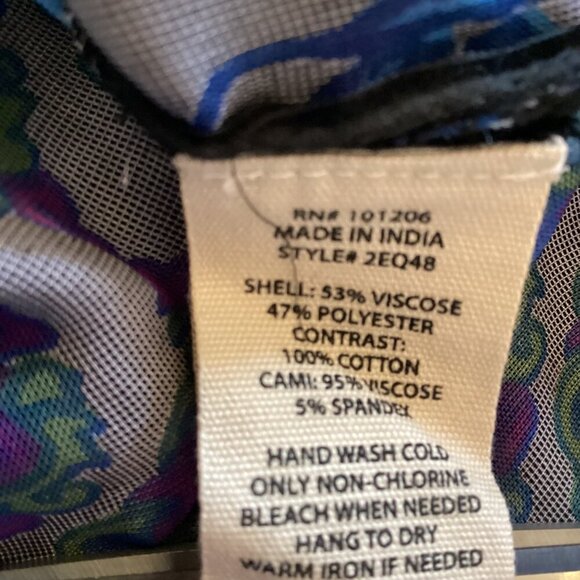 RN# 101206
MADE IN INDIA
STYLE# 2EQ48
SHELL: 53% VISCOSE
47% POLYESTER
CONTRAST:
100% COTTON
CAMI: 95% VISCOSE
5% SPANDEX
HAND WASH COLD
ONLY NON-CHLORINE
BLEACH WHEN NEEDED
HANG TO DRY
WARM IRON IF NEEDED